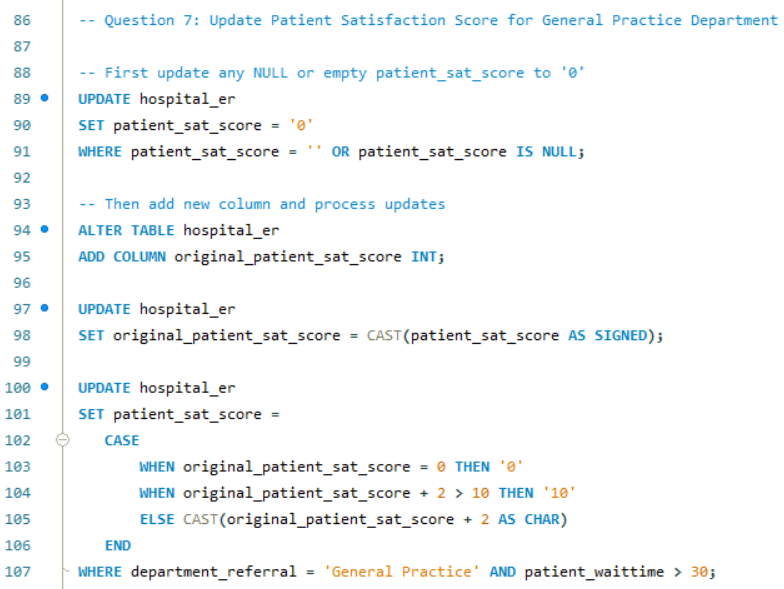 86 -- Question 7: Update Patient Satisfaction Score for General Practice Department
87
88 -- First update any NULL or empty patient_sat_score to '0'
89 UPDATE hospital_er
90 SET patient_sat_score = '0'
91 WHERE patient_sat_score = '' OR patient_sat_score IS NULL;
92
93 -- Then add new column and process updates
94 ALTER TABLE hospital_er
95 ADD COLUMN original_patient_sat_score INT;
96
97 UPDATE hospital_er
98 SET original_patient_sat_score = CAST(patient_sat_score AS SIGNED);
99
100 UPDATE hospital_er
101 SET patient_sat_score =
102 CASE
103 WHEN original_patient_sat_score = 0 THEN '0'
104 WHEN original_patient_sat_score + 2 > 10 THEN '10'
105 ELSE CAST(original_patient_sat_score + 2 AS CHAR)
106 END
107 WHERE department_referral = 'General Practice' AND patient_waittime > 30;